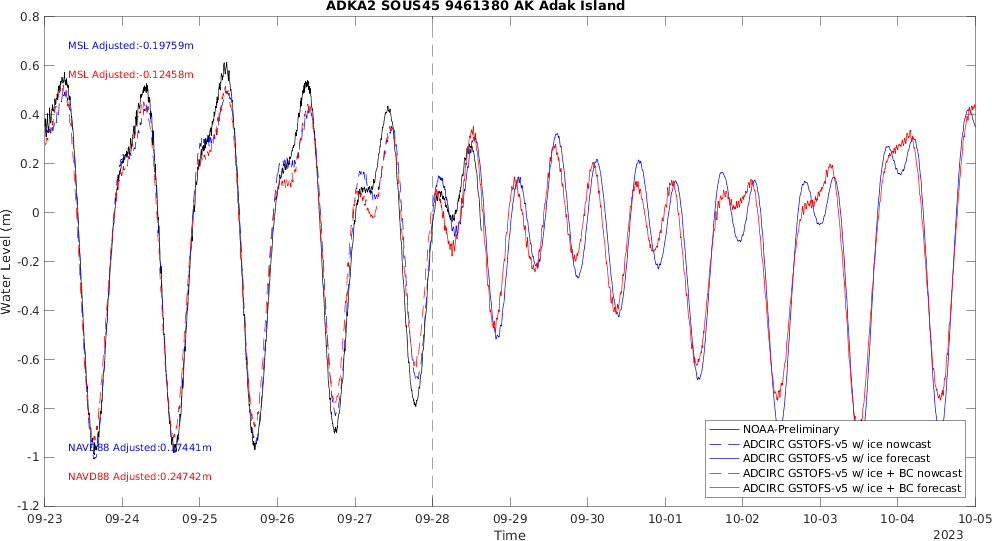 ADKA2 SOUS45 9461380 AK Adak Island
0.8
0.6
0.4
0.2
0
-0.2
-0.4
-0.6
-0.8
-1
-1.2
Water Level (m)
MSL Adjusted:-0.19759m
MSL Adjusted:-0.12458m
NAVD88 Adjusted:0.17441m
NAVD88 Adjusted:0.24742m
NOAA-Preliminary
ADCIRC GSTOFS-v5 w/ ice nowcast
ADCIRC GSTOFS-v5 w/ ice forecast
ADCIRC GSTOFS-v5 w/ ice + BC nowcast
ADCIRC GSTOFS-v5 w/ ice + BC forecast
09-23 09-24 09-25 09-26 09-27 09-28 09-29 09-30 10-01 10-02 10-03 10-04 10-05
Time
2023